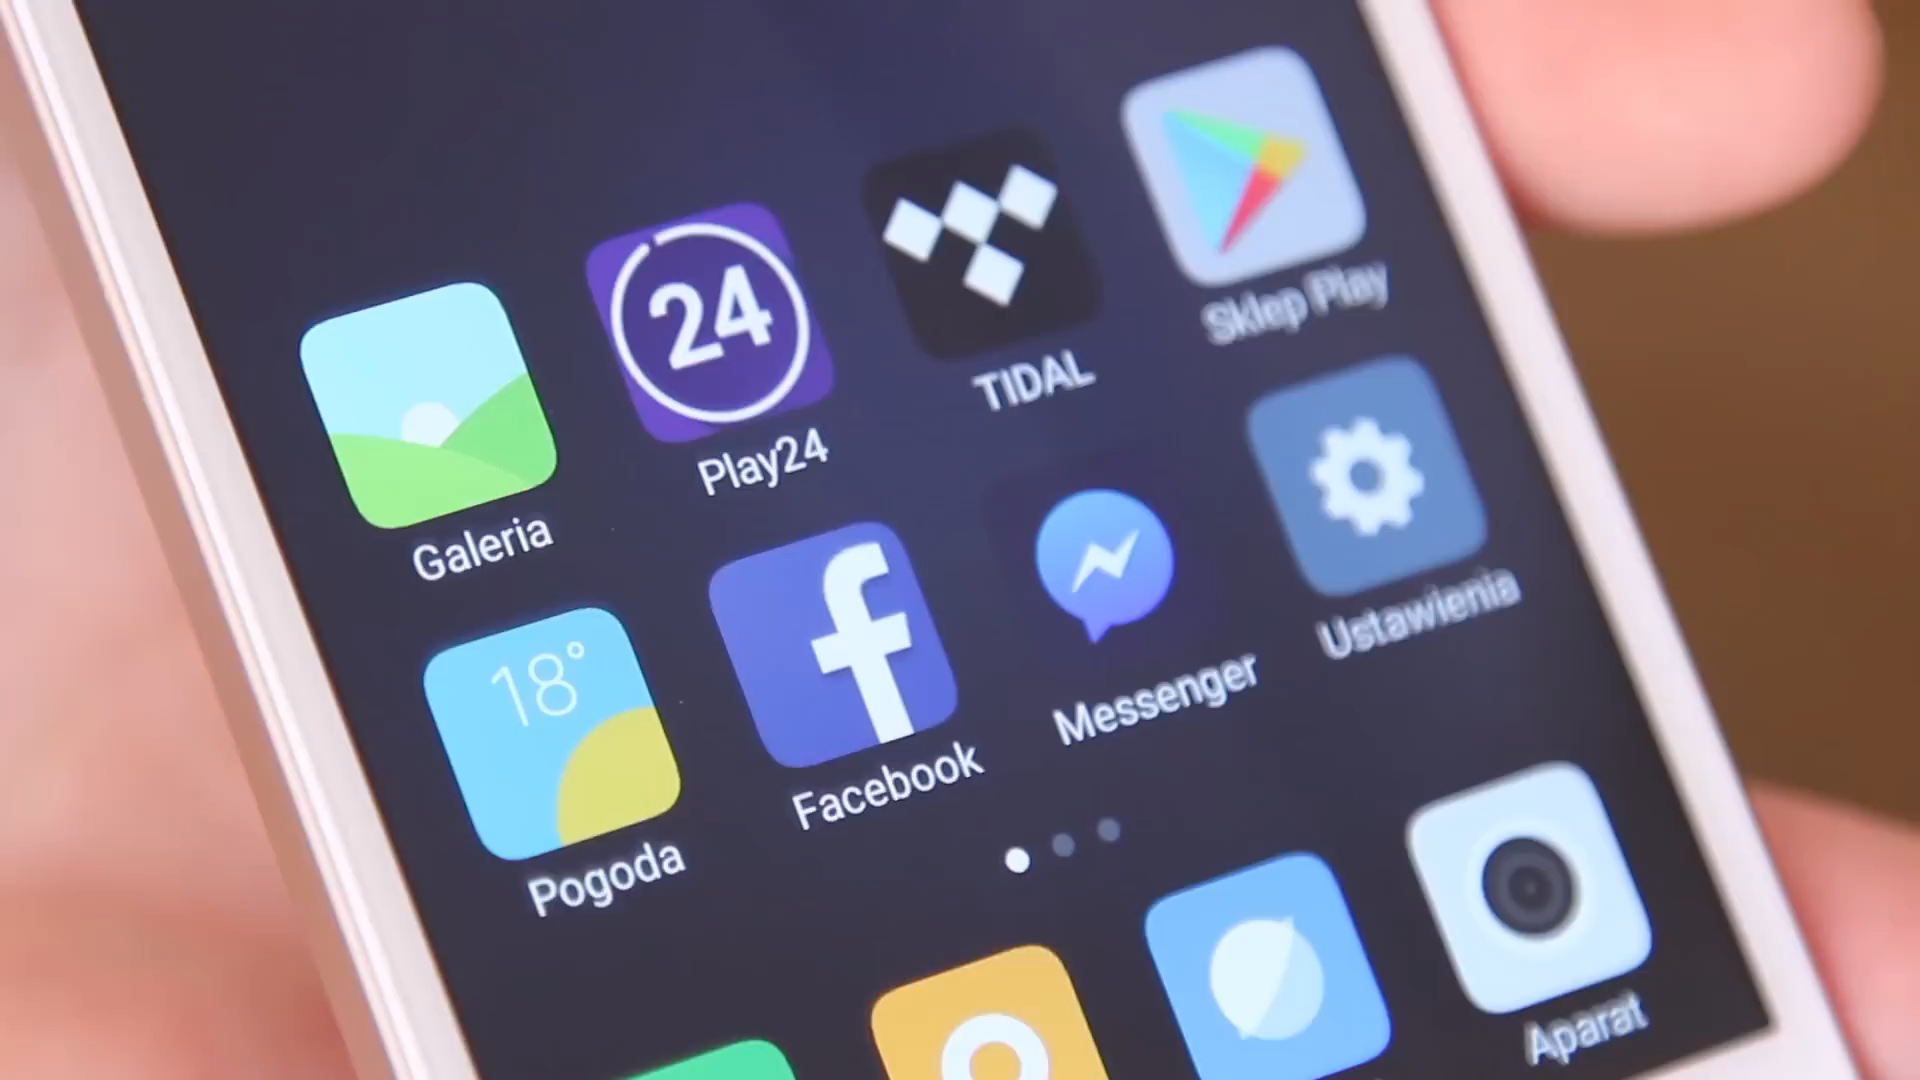 Galeria
24
Play24
TIDAL
Sklep Play
18°
Pogoda
f
Facebook
Messenger
Ustawienia
Aparat